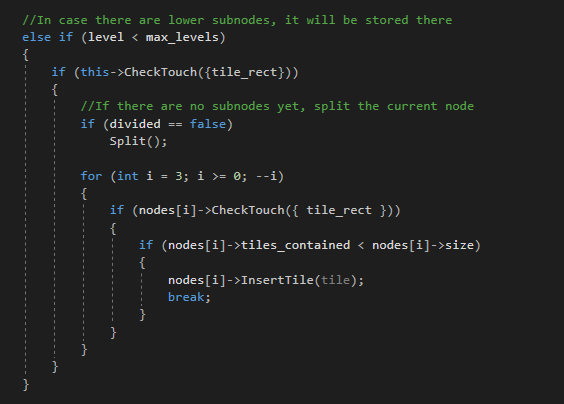 //In case there are lower subnodes, it will be stored there
else if (level < max_levels)
{
    if (this->CheckTouch({tile_rect}))
    {
        //If there are no subnodes yet, split the current node
        if (divided == false)
            Split();

        for (int i = 3; i >= 0; --i)
        {
            if (nodes[i]->CheckTouch({ tile_rect }))
            {
                if (nodes[i]->tiles_contained < nodes[i]->size)
                {
                    nodes[i]->InsertTile(tile);
                    break;
                }
            }
        }
    }
}